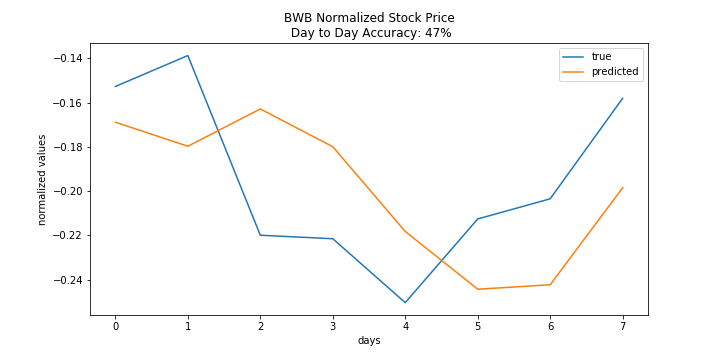 BWB Normalized Stock Price
Day to Day Accuracy: 47%
true
predicted
normalized values
−0.14
−0.16
−0.18
−0.20
−0.22
−0.24
0 1 2 3 4 5 6 7
days